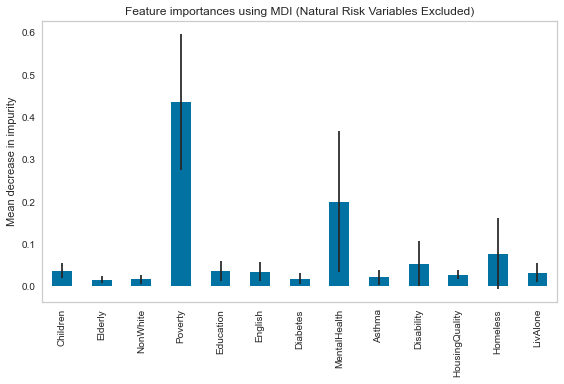 Feature importances using MDI (Natural Risk Variables Excluded)
Mean decrease in impurity
0.6
0.5
0.4
0.3
0.2
0.1
0.0
Children
Elderly
NonWhite
Poverty
Education
English
Diabetes
MentalHealth
Asthma
Disability
HousingQuality
Homeless
LivAlone